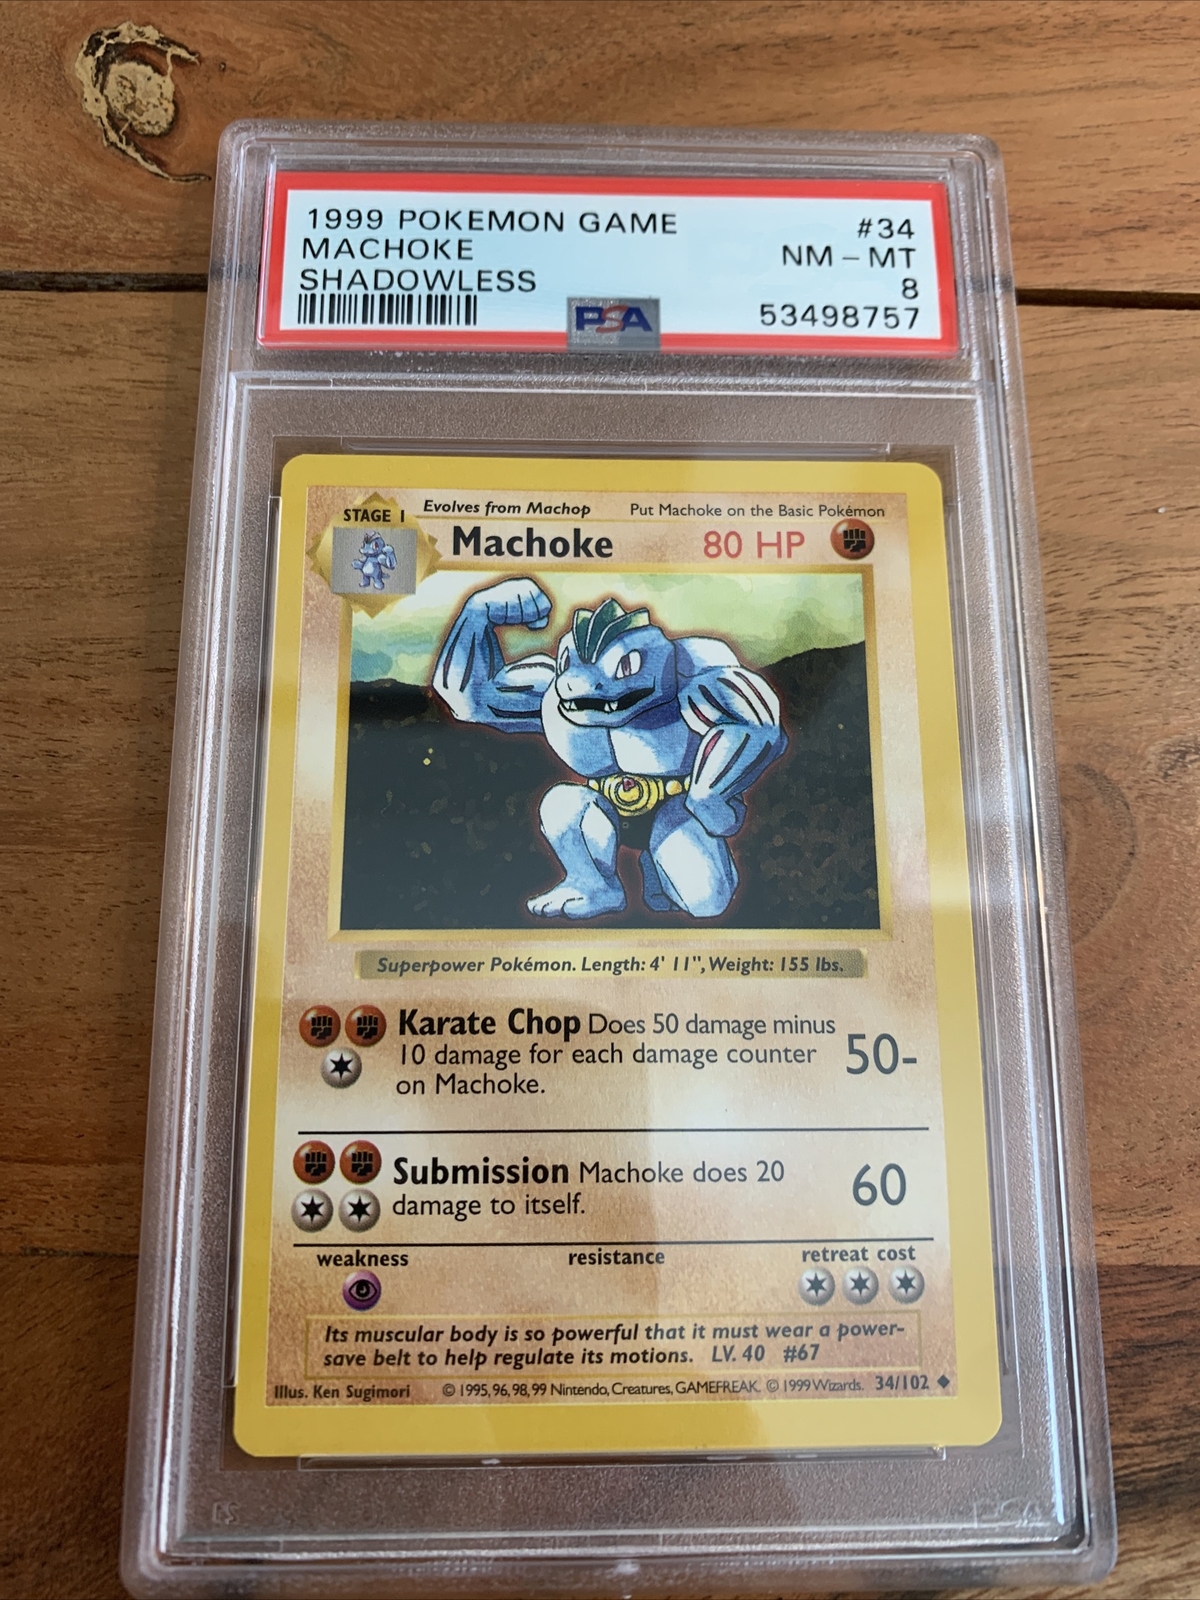 1999 POKEMON GAME #34
MACHOKE NM - MT
SHADOWLESS 8
PSA 53498757
STAGE 1 Evolves from Machop Put Machoke on the Basic Pokémon
Machoke 80 HP
Superpower Pokémon. Length: 4' 11", Weight: 155 lbs.
Karate Chop Does 50 damage minus
10 damage for each damage counter 50-
on Machoke.
Submission Machoke does 20 60
damage to itself.
weakness resistance retreat cost
Its muscular body is so powerful that it must wear a power-
save belt to help regulate its motions. LV. 40 #67
Illus. Ken Sugimori © 1995, 96, 98, 99 Nintendo, Creatures, GAMEFREAK. © 1999 Wizards. 34/102
PSA